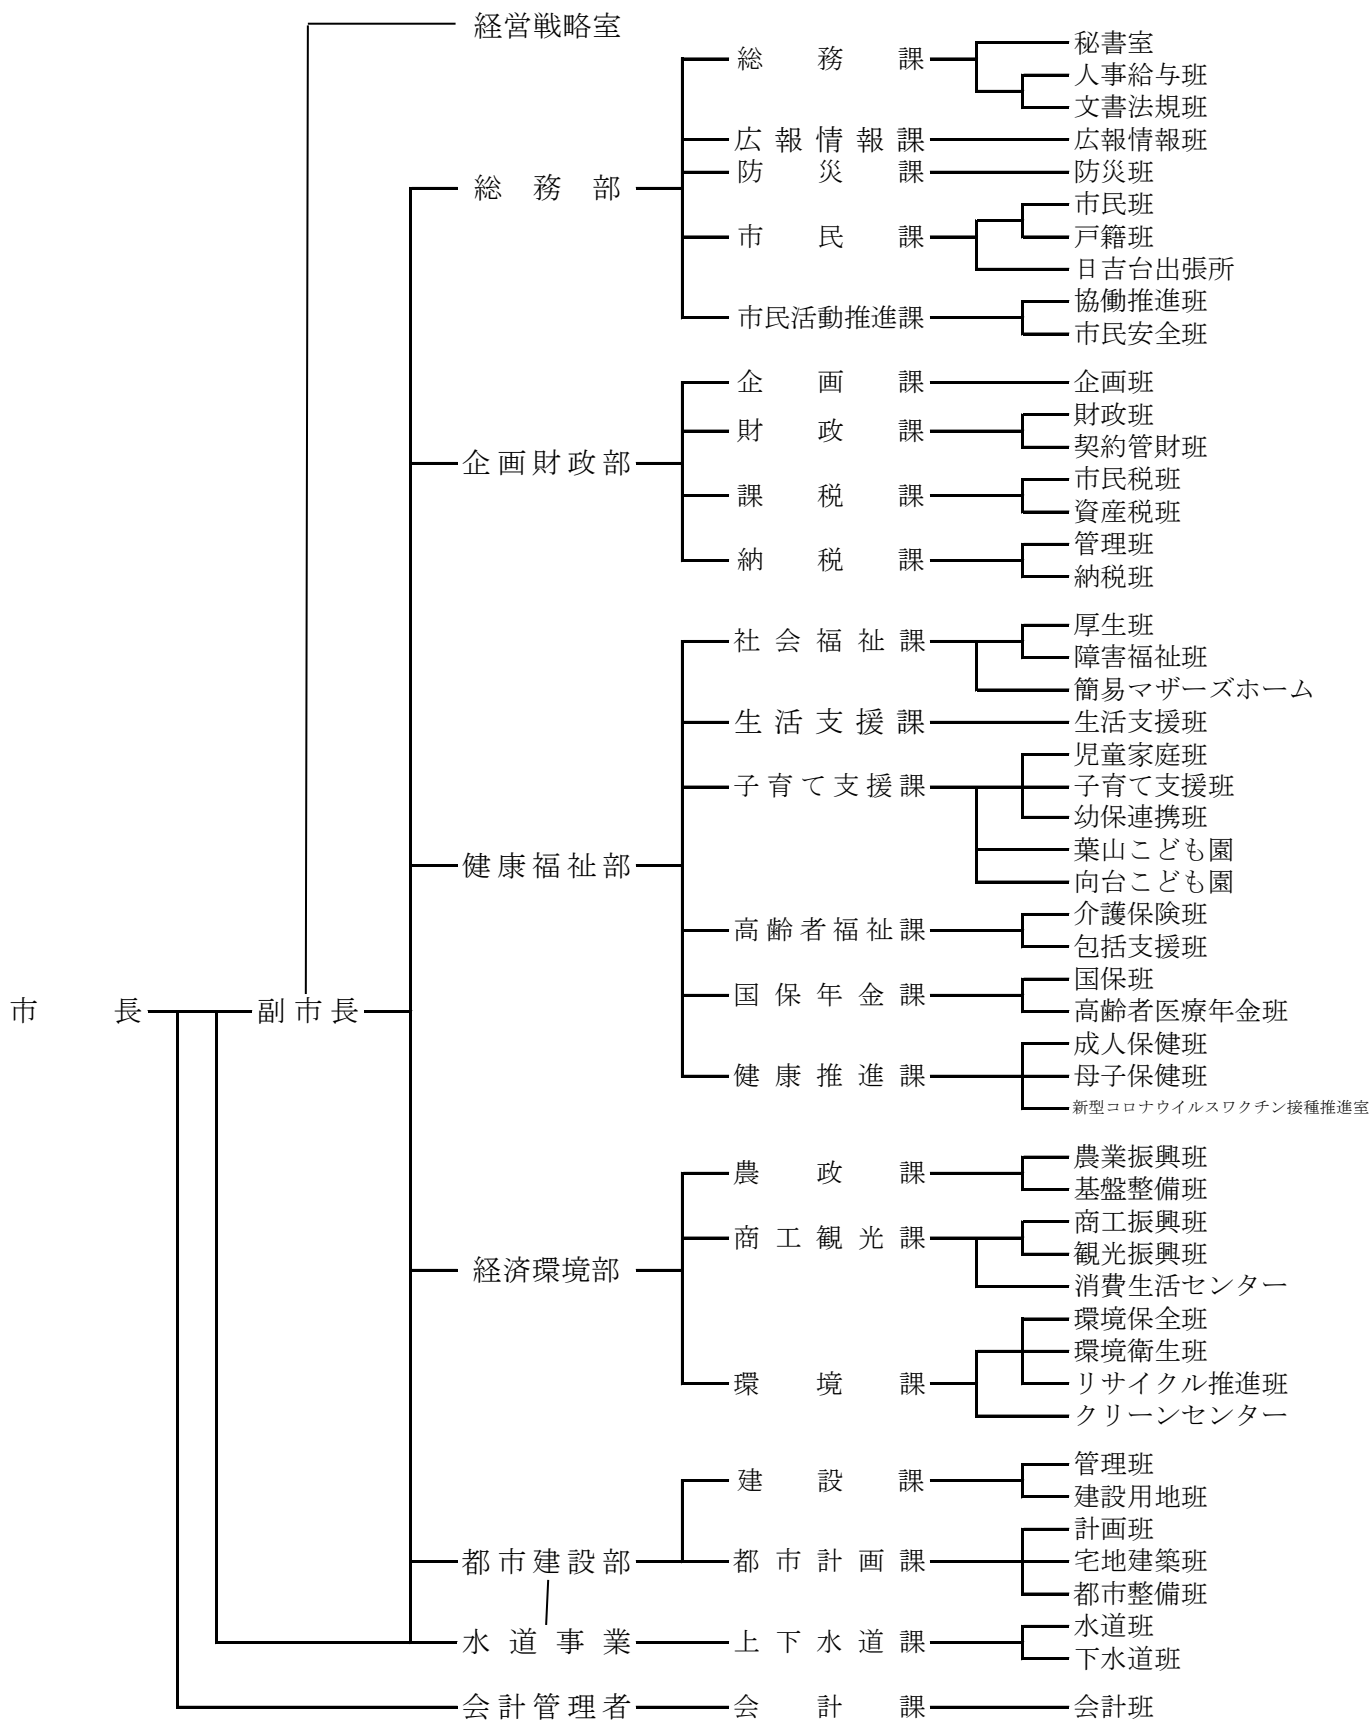 経営戦略室
総務課
秘書室
人事給与班
文書法規班
広報情報課
広報情報班
防災課
防災班
総務部
市民課
市民班
戸籍班
日吉台出張所
市民活動推進課
協働推進班
市民安全班
企画課
企画班
財政課
財政班
契約管財班
企画財政部
課税課
市民税班
資産税班
納税課
管理班
納税班
社会福祉課
厚生班
障害福祉班
簡易マザーズホーム
生活支援課
生活支援班
子育て支援課
児童家庭班
子育て支援班
幼保連携班
葉山こども園
向台こども園
健康福祉部
高齢者福祉課
介護保険班
包括支援班
市長
副市長
国保年金課
国保班
高齢者医療年金班
健康推進課
成人保健班
母子保健班
新型コロナウイルスワクチン接種推進室
農政課
農業振興班
基盤整備班
商工観光課
商工振興班
観光振興班
消費生活センター
経済環境部
環境課
環境保全班
環境衛生班
リサイクル推進班
クリーンセンター
建設課
管理班
建設用地班
都市建設部
都市計画課
計画班
宅地建築班
都市整備班
水道事業
上下水道課
水道班
下水道班
会計管理者
会計課
会計班